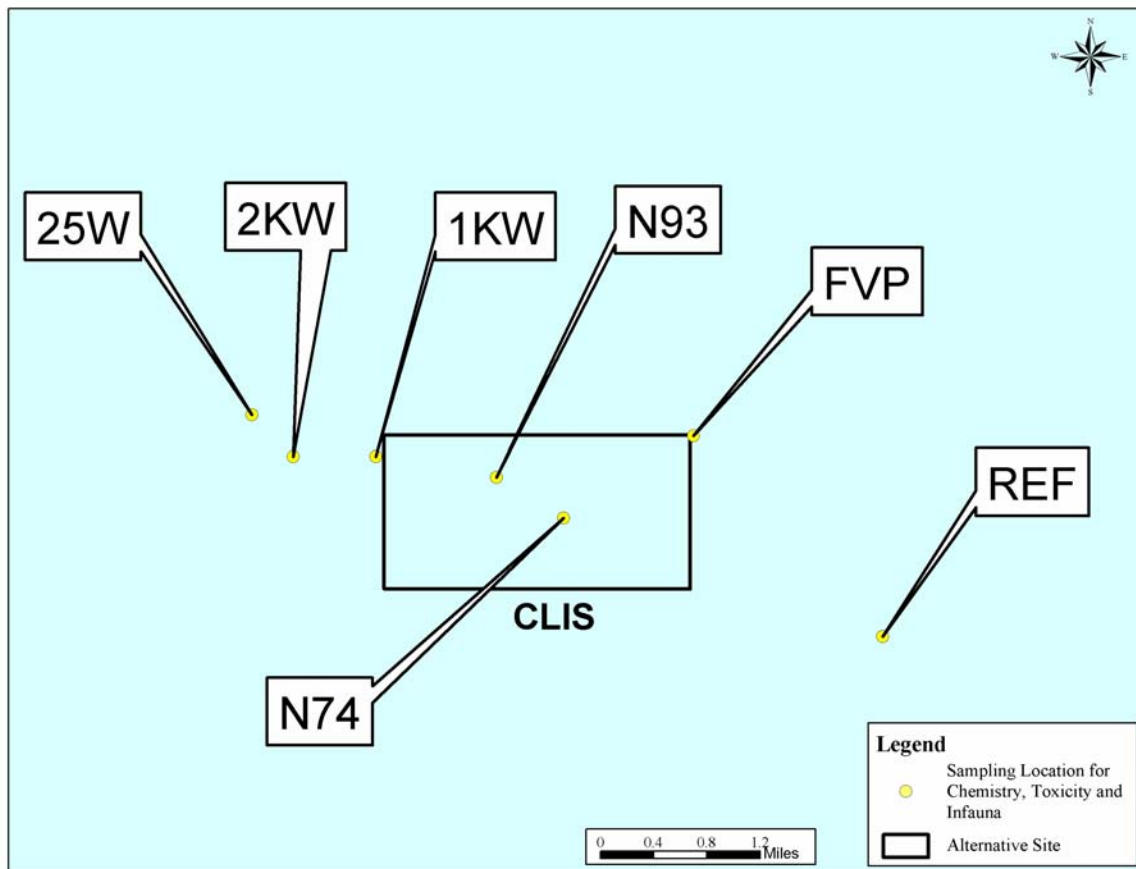 N
W E
S
25W
2KW
1KW
N93
FVP
REF
CLIS
N74
Legend
Sampling Location for
Chemistry, Toxicity and
Infauna
Alternative Site
0 0.4 0.8 1.2
Miles